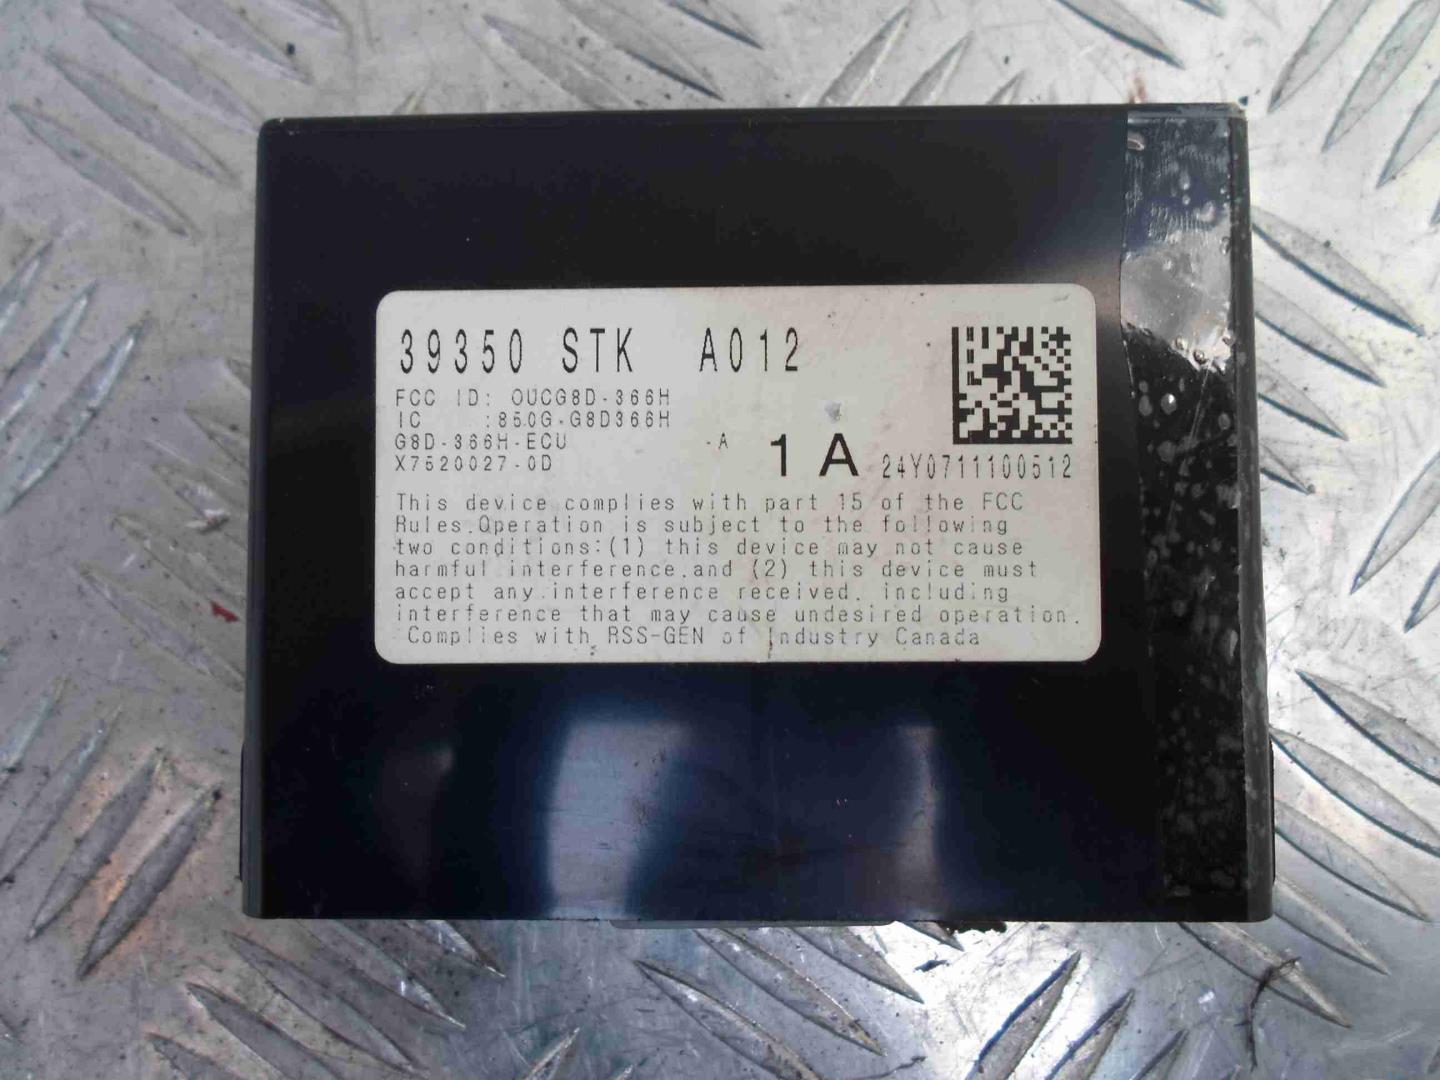 39350 STK A012
FCC ID: OUCG8D-366H
IC :850G-G8D366H
G8D-366H-ECU -A
X7520027-0D
1 A
24Y0711100512
This device complies with part 15 of the FCC
Rules.Operation is subject to the following
two conditions:(1) this device may not cause
harmful interference,and (2) this device must
accept any interference received, including
interference that may cause undesired operation.
Complies with RSS-GEN of Industry Canada